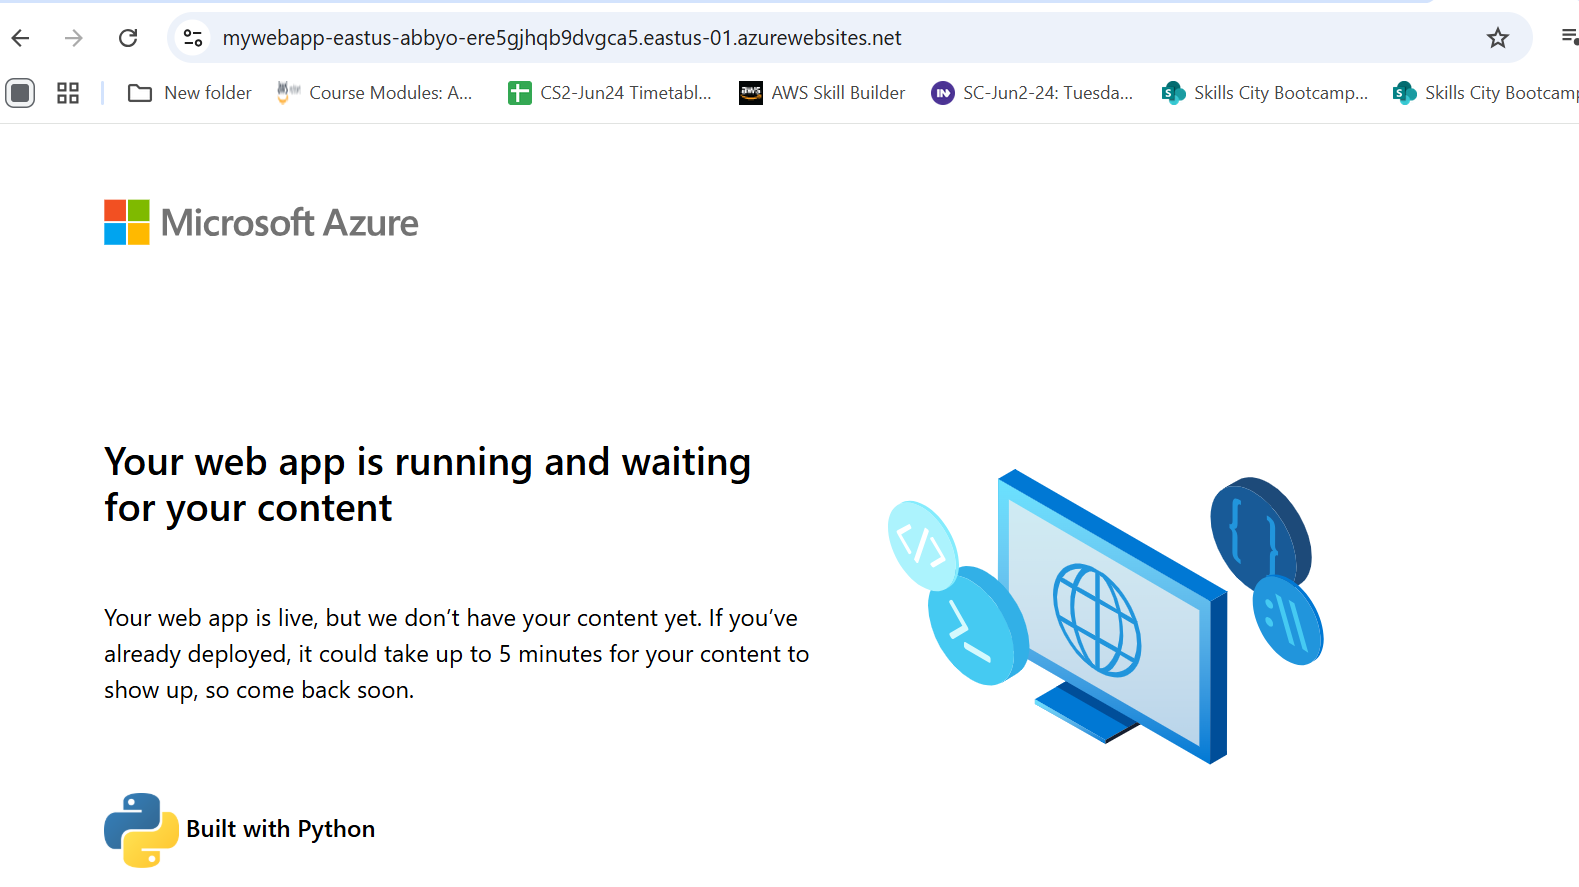 mywebapp-eastus-abbyo-ere5gjhqb9dvgca5.eastus-01.azurewebsites.net
New folder
Course Modules: A...
CS2-Jun24 Timetabl...
aws
AWS Skill Builder
IN
SC-Jun2-24: Tuesda...
S
Skills City Bootcamp...
S
Skills City Bootcamp
Microsoft Azure
Your web app is running and waiting
for your content
Your web app is live, but we don’t have your content yet. If you’ve
already deployed, it could take up to 5 minutes for your content to
show up, so come back soon.
Built with Python